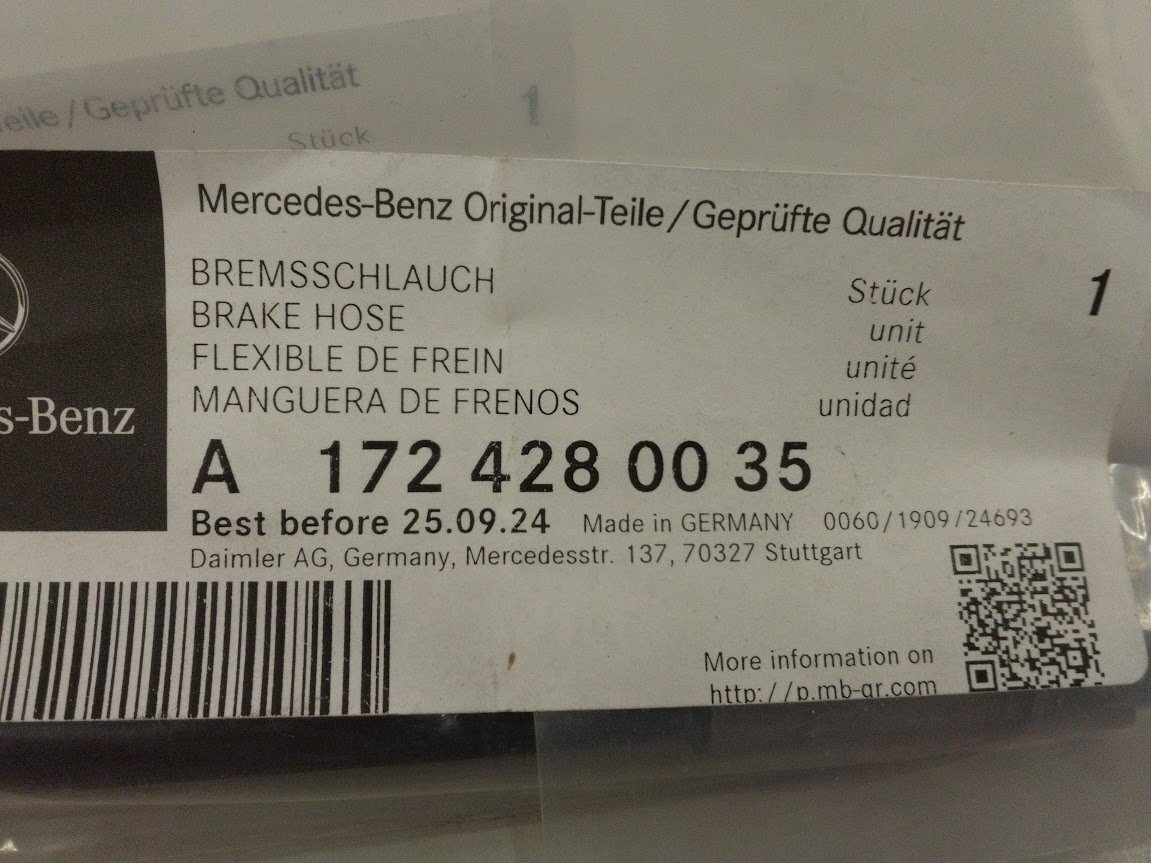 eile / Geprüfte Qualität 1
Stück
Mercedes-Benz Original-Teile/Geprüfte Qualität
BREMSSCHLAUCH Stück 1
BRAKE HOSE unit
FLEXIBLE DE FREIN unité
MANGUERA DE FRENOS unidad
s-Benz
A 172 428 00 35
Best before 25.09.24 Made in GERMANY 0060/1909/24693
Daimler AG, Germany, Mercedesstr. 137, 70327 Stuttgart
More information on
http://p.mb-qr.com